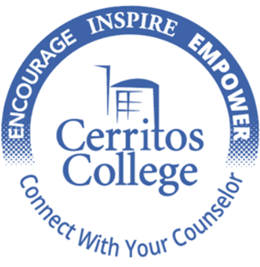 ENCOURAGE INSPIRE EMPOWER
Cerritos
College
Connect With Your Counselor